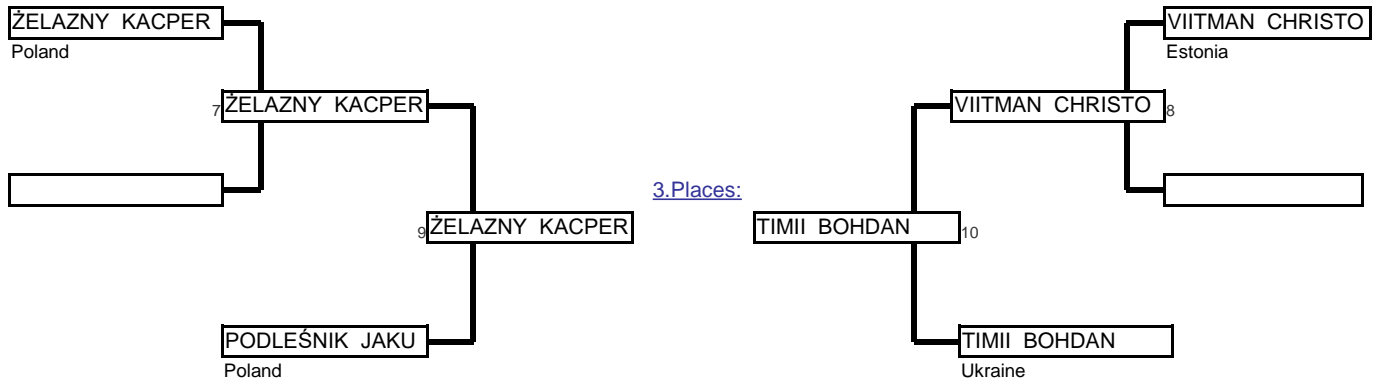 ŻELAZNY KACPER
VIITMAN CHRISTO
Poland
Estonia
7 ŻELAZNY KACPER
VIITMAN CHRISTO 8
3.Places:
9 ŻELAZNY KACPER
TIMII BOHDAN 10
PODLEŚNIK JAKU
TIMII BOHDAN
Poland
Ukraine